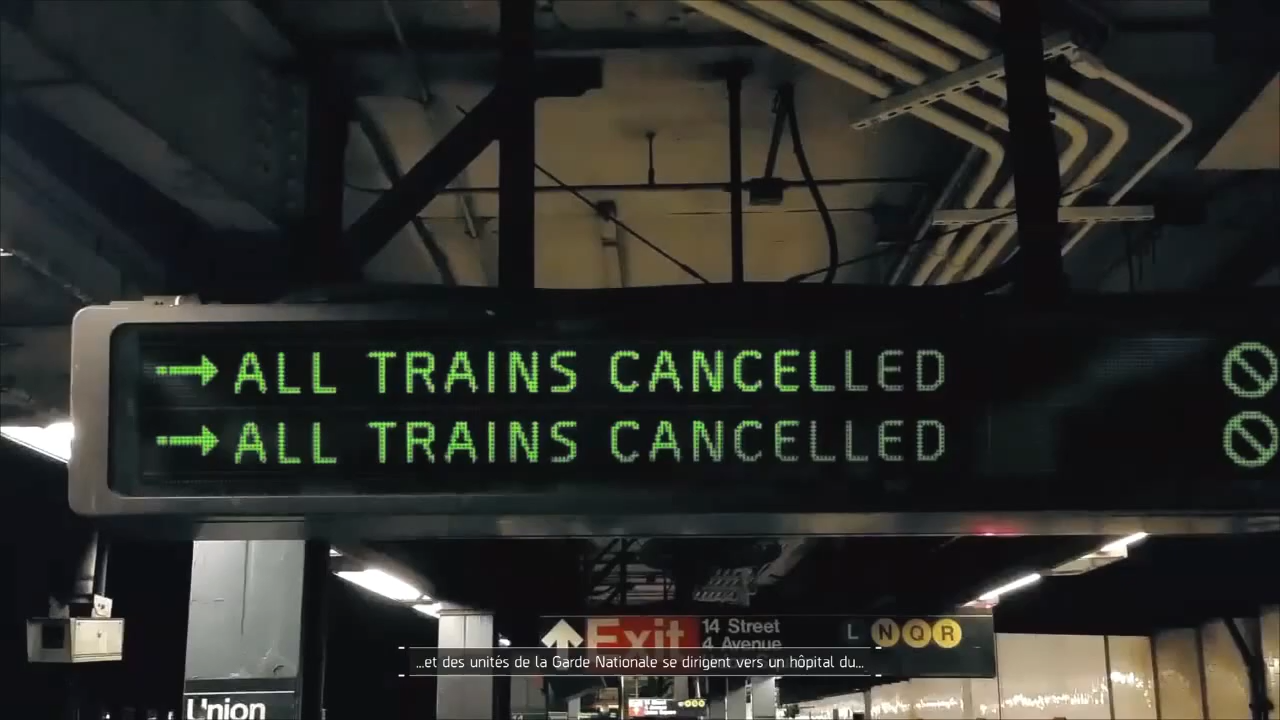 →ALL TRAINS CANCELLED
→ALL TRAINS CANCELLED
Exit
14 Street
4 Avenue
L N Q R
...et des unités de la Garde Nationale se dirigent vers un hôpital du...
Union